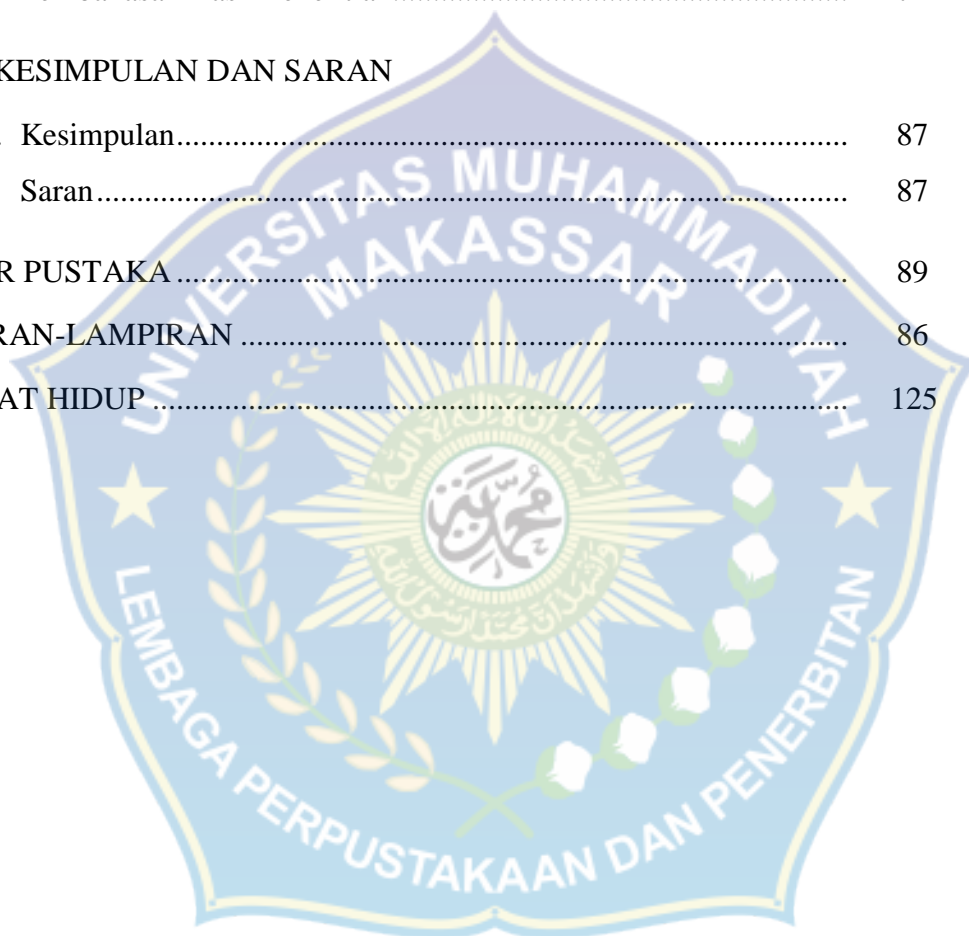 KESIMPULAN DAN SARAN
Kesimpulan........................................................................................ 87
Saran.................................................................................................. 87
R PUSTAKA ..................................................................................... 89
RAN-LAMPIRAN ............................................................................ 86
AT HIDUP ........................................................................................ 125
UNIVERSITAS MUHAMMADIYAH
MAKASSAR
LEMBAGA PERPUSTAKAAN DAN PENERBITAN